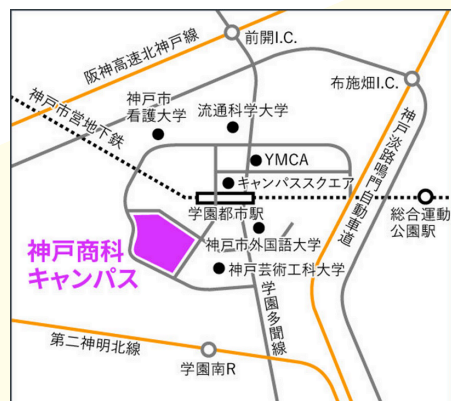 前開I.C.
阪神高速北神戸線
布施畑I.C.
神戸市営地下鉄
神戸市
看護大学
流通科学大学
神戸淡路鳴門自動車道
YMCA
キャンパススクエア
学園都市駅
総合運動
公園駅
神戸市外国語大学
神戸商科
キャンパス
神戸芸術工科大学
学園多聞線
第二神明北線
学園南R